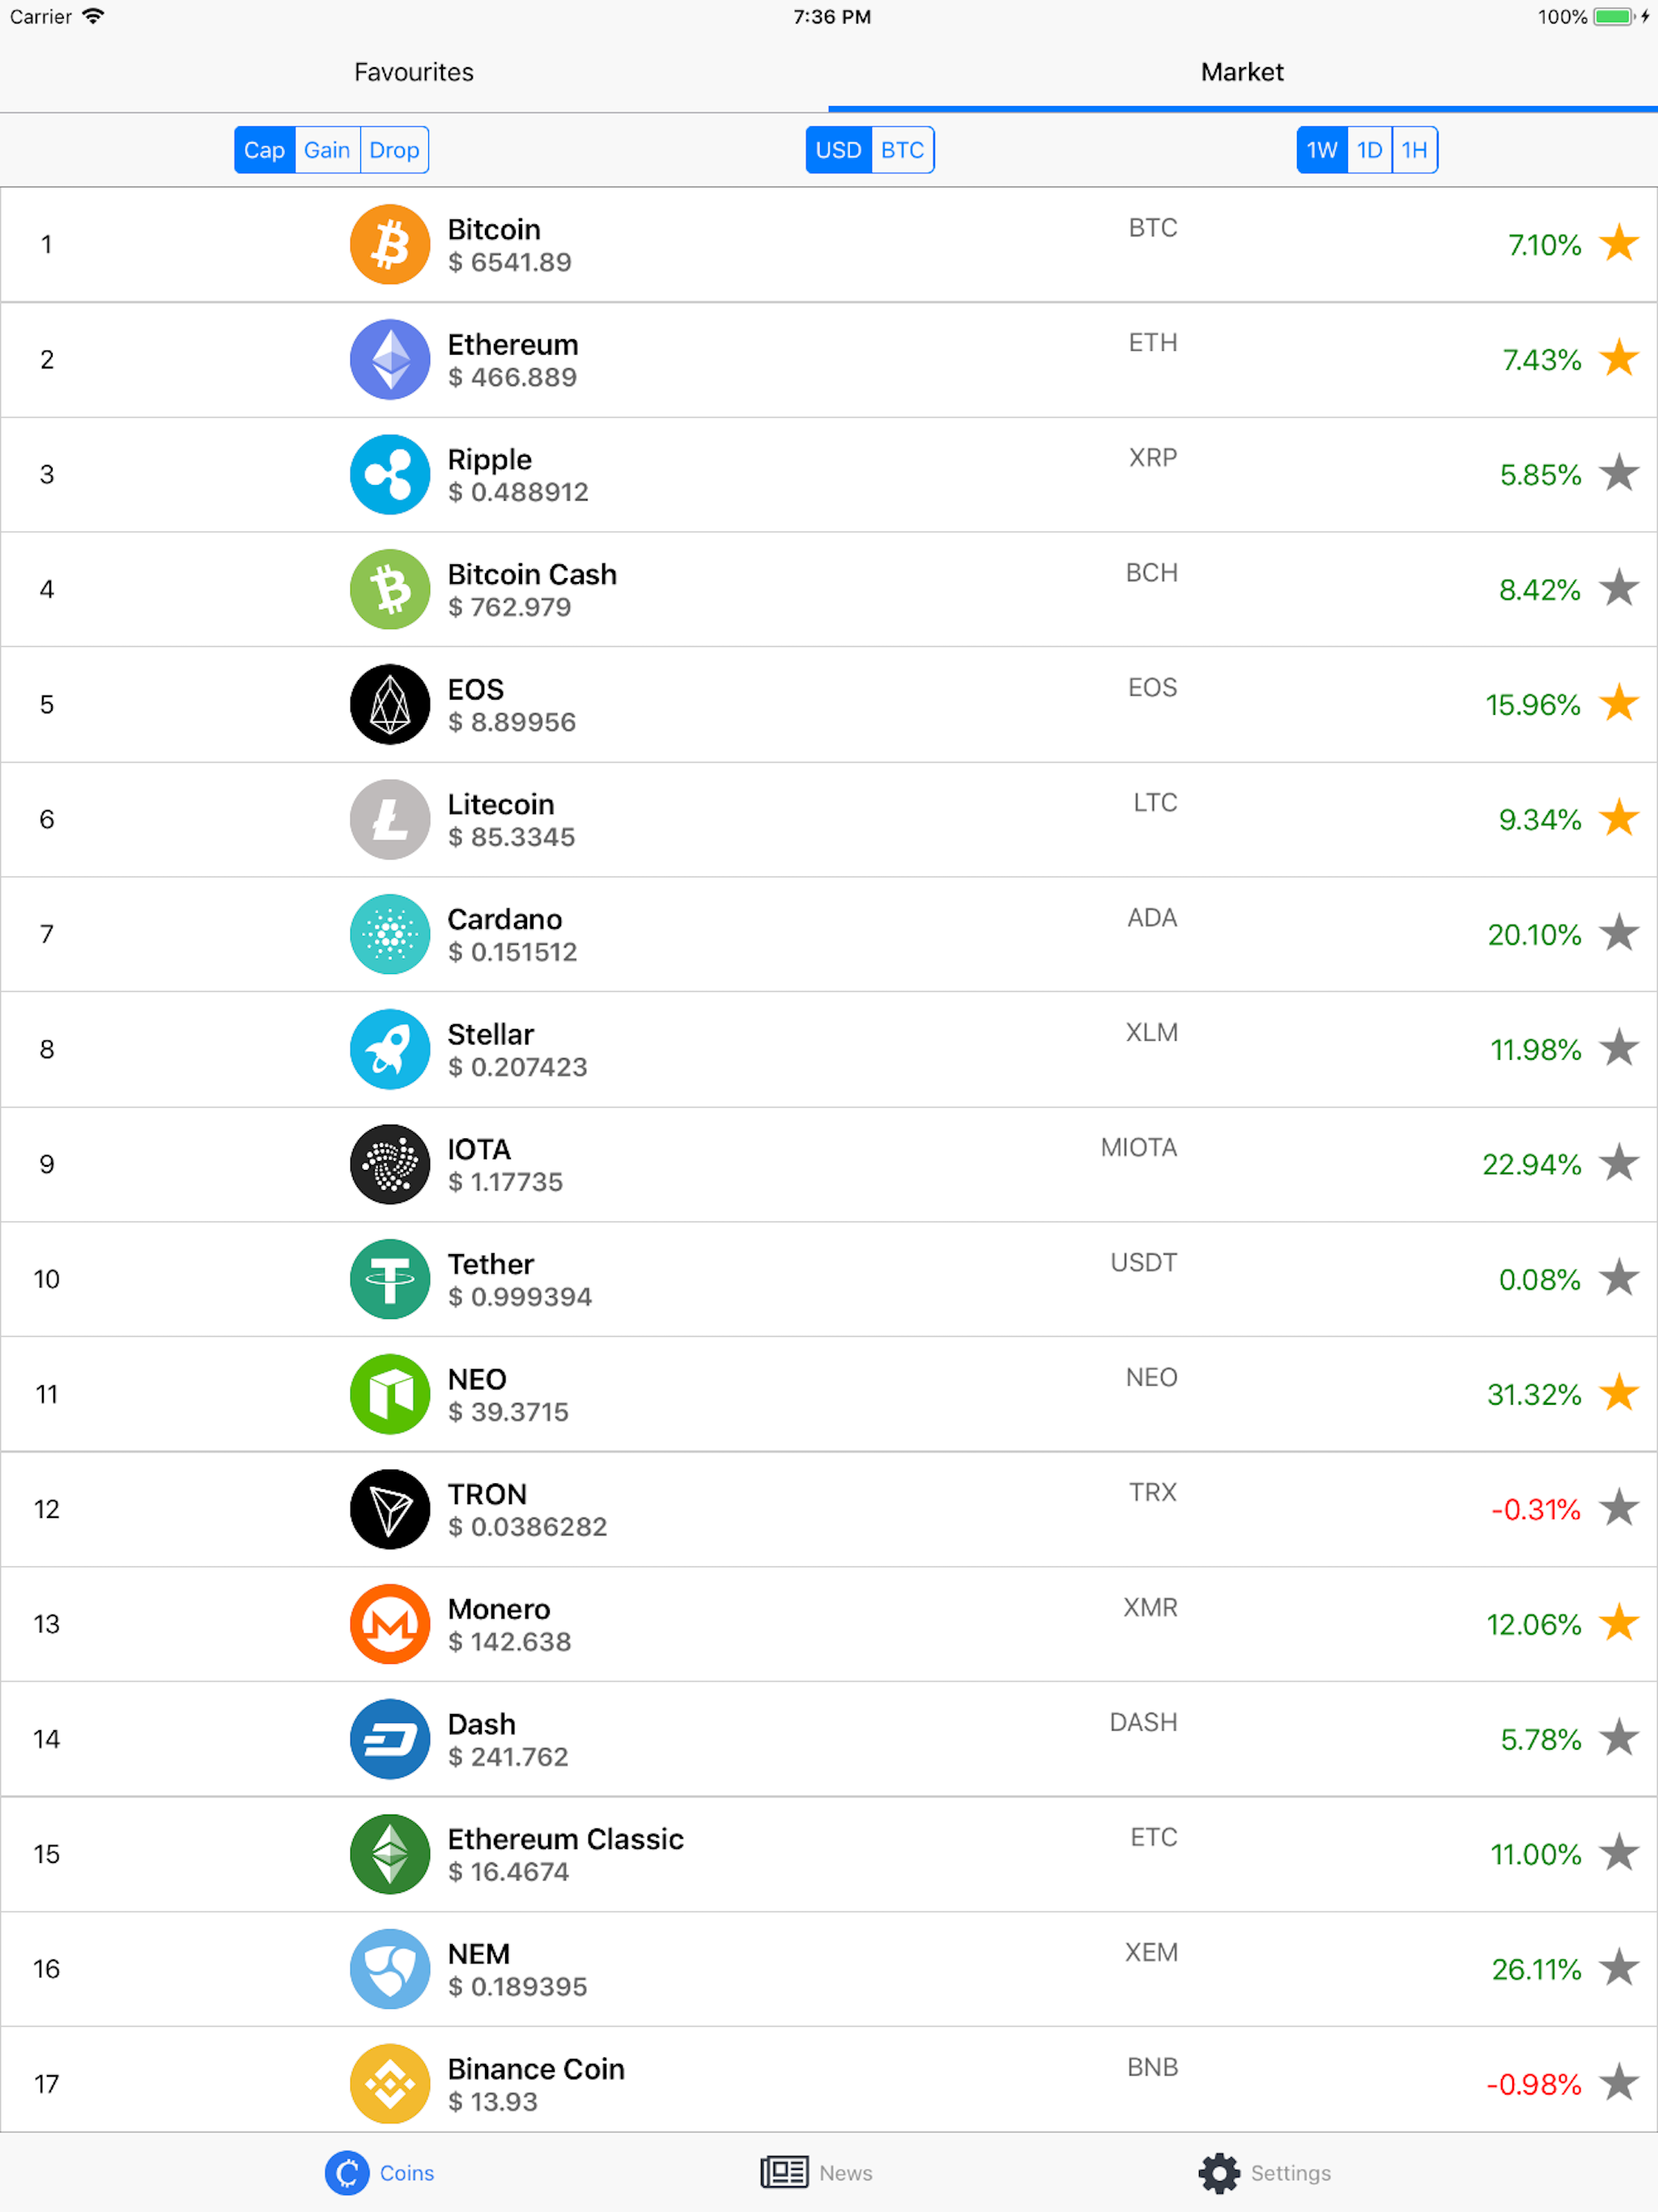 Carrier 7:36 PM 100%
Favourites Market
Cap Gain Drop USD BTC 1W 1D 1H
1 Bitcoin BTC 7.10%
$ 6541.89
2 Ethereum ETH 7.43%
$ 466.889
3 Ripple XRP 5.85%
$ 0.488912
4 Bitcoin Cash BCH 8.42%
$ 762.979
5 EOS EOS 15.96%
$ 8.89956
6 Litecoin LTC 9.34%
$ 85.3345
7 Cardano ADA 20.10%
$ 0.151512
8 Stellar XLM 11.98%
$ 0.207423
9 IOTA MIOTA 22.94%
$ 1.17735
10 Tether USDT 0.08%
$ 0.999394
11 NEO NEO 31.32%
$ 39.3715
12 TRON TRX -0.31%
$ 0.0386282
13 Monero XMR 12.06%
$ 142.638
14 Dash DASH 5.78%
$ 241.762
15 Ethereum Classic ETC 11.00%
$ 16.4674
16 NEM XEM 26.11%
$ 0.189395
17 Binance Coin BNB -0.98%
$ 13.93
Coins News Settings